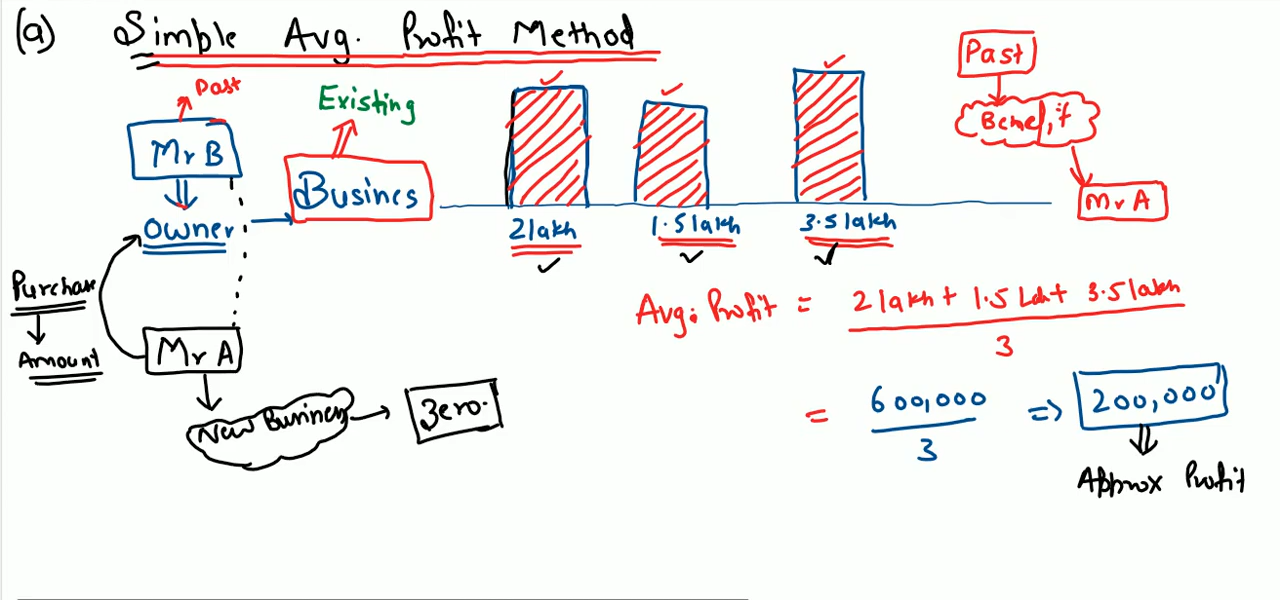 (a) Simple Avg. Profit Method
Past
Existing
Mr B
Owner
Business
2 lakh
1.5 lakh
3.5 lakh
Past
Benefit
Mr A
Purchase
Amount
Mr A
New Business
Zero.
Avg. Profit = 2 lakh + 1.5 Lakh + 3.5 lakh
3
= 600,000 => 200,000
3
Approx Profit